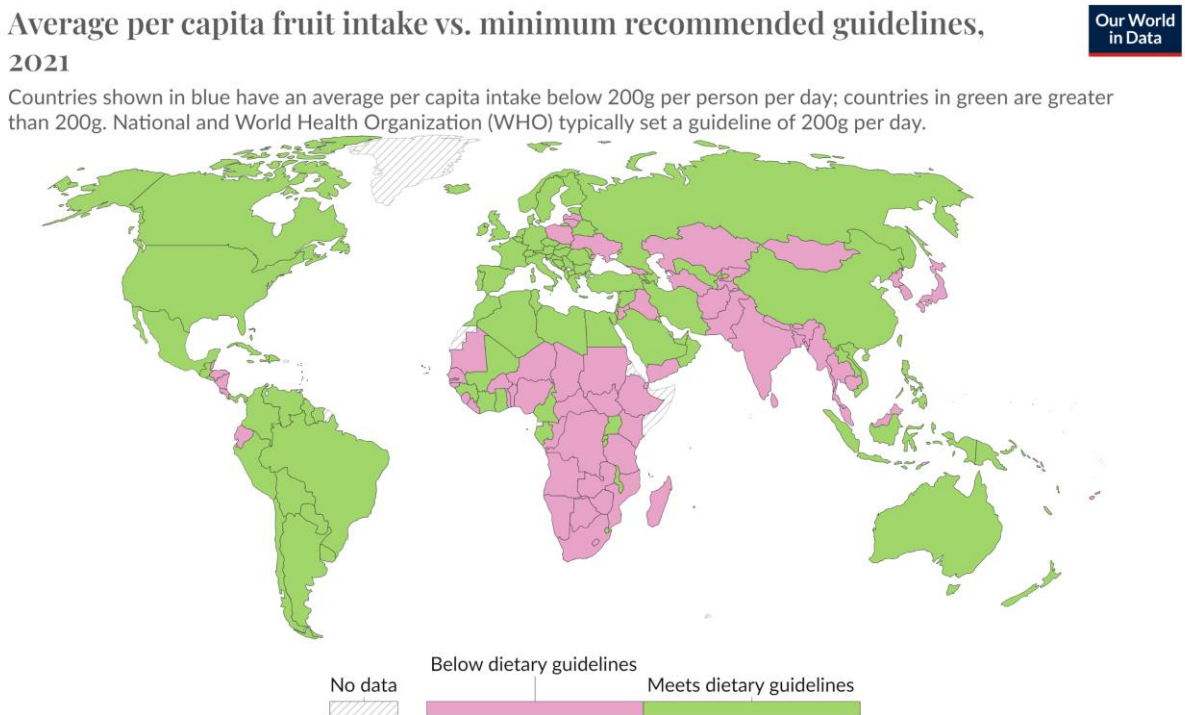 Average per capita fruit intake vs. minimum recommended guidelines,
2021
Our World
in Data
Countries shown in blue have an average per capita intake below 200g per person per day; countries in green are greater
than 200g. National and World Health Organization (WHO) typically set a guideline of 200g per day.
Below dietary guidelines
No data
Meets dietary guidelines